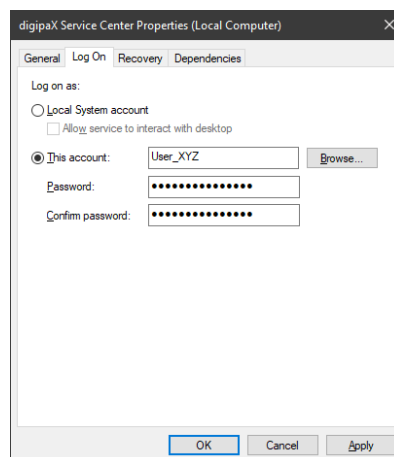 digipaX Service Center Properties (Local Computer)
General Log On Recovery Dependencies
Log on as:
Local System account
Allow service to interact with desktop
This account: User_XYZ Browse...
Password: •••••••••••••••
Confirm password: •••••••••••••••
OK Cancel Apply